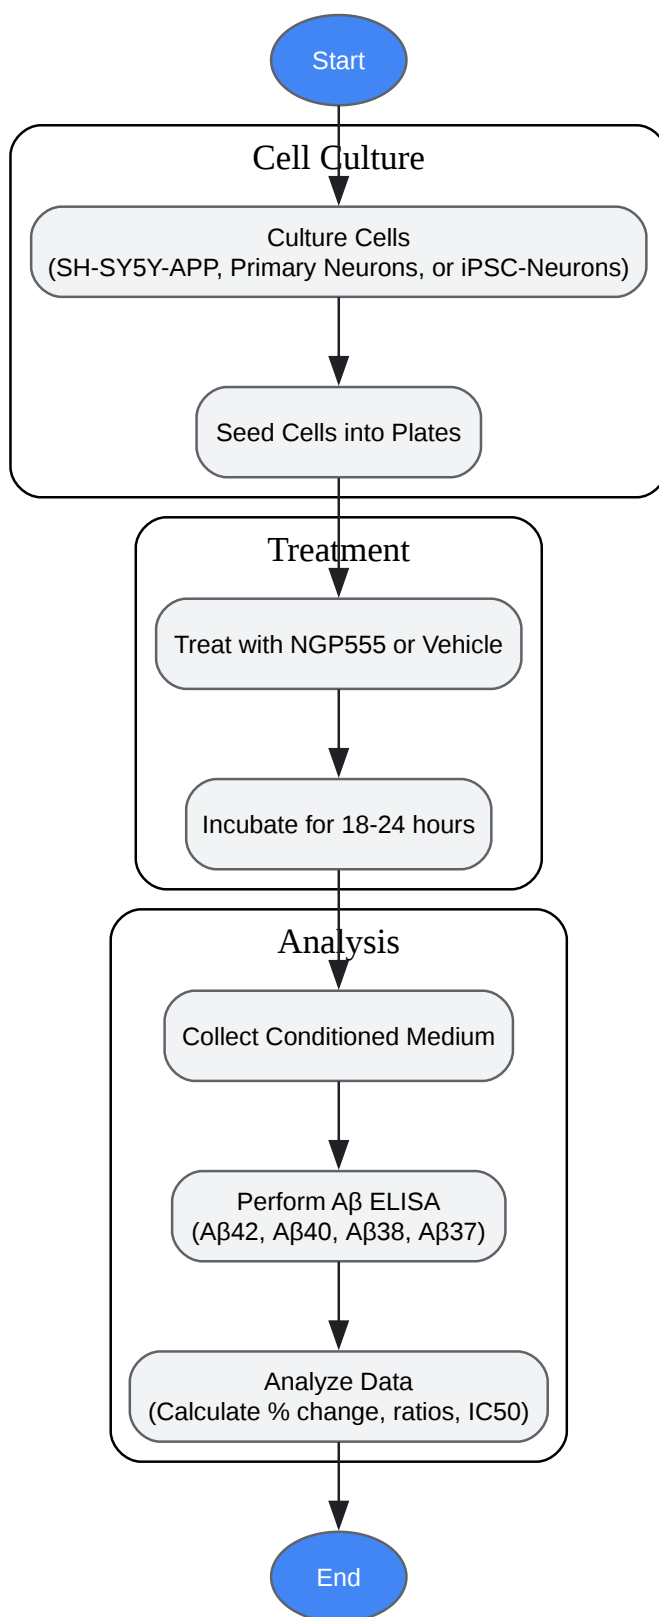 Start
Cell Culture
Culture Cells
(SH-SY5Y-APP, Primary Neurons, or iPSC-Neurons)
Seed Cells into Plates
Treatment
Treat with NGP555 or Vehicle
Incubate for 18-24 hours
Analysis
Collect Conditioned Medium
Perform Aβ ELISA
(Aβ42, Aβ40, Aβ38, Aβ37)
Analyze Data
(Calculate % change, ratios, IC50)
End